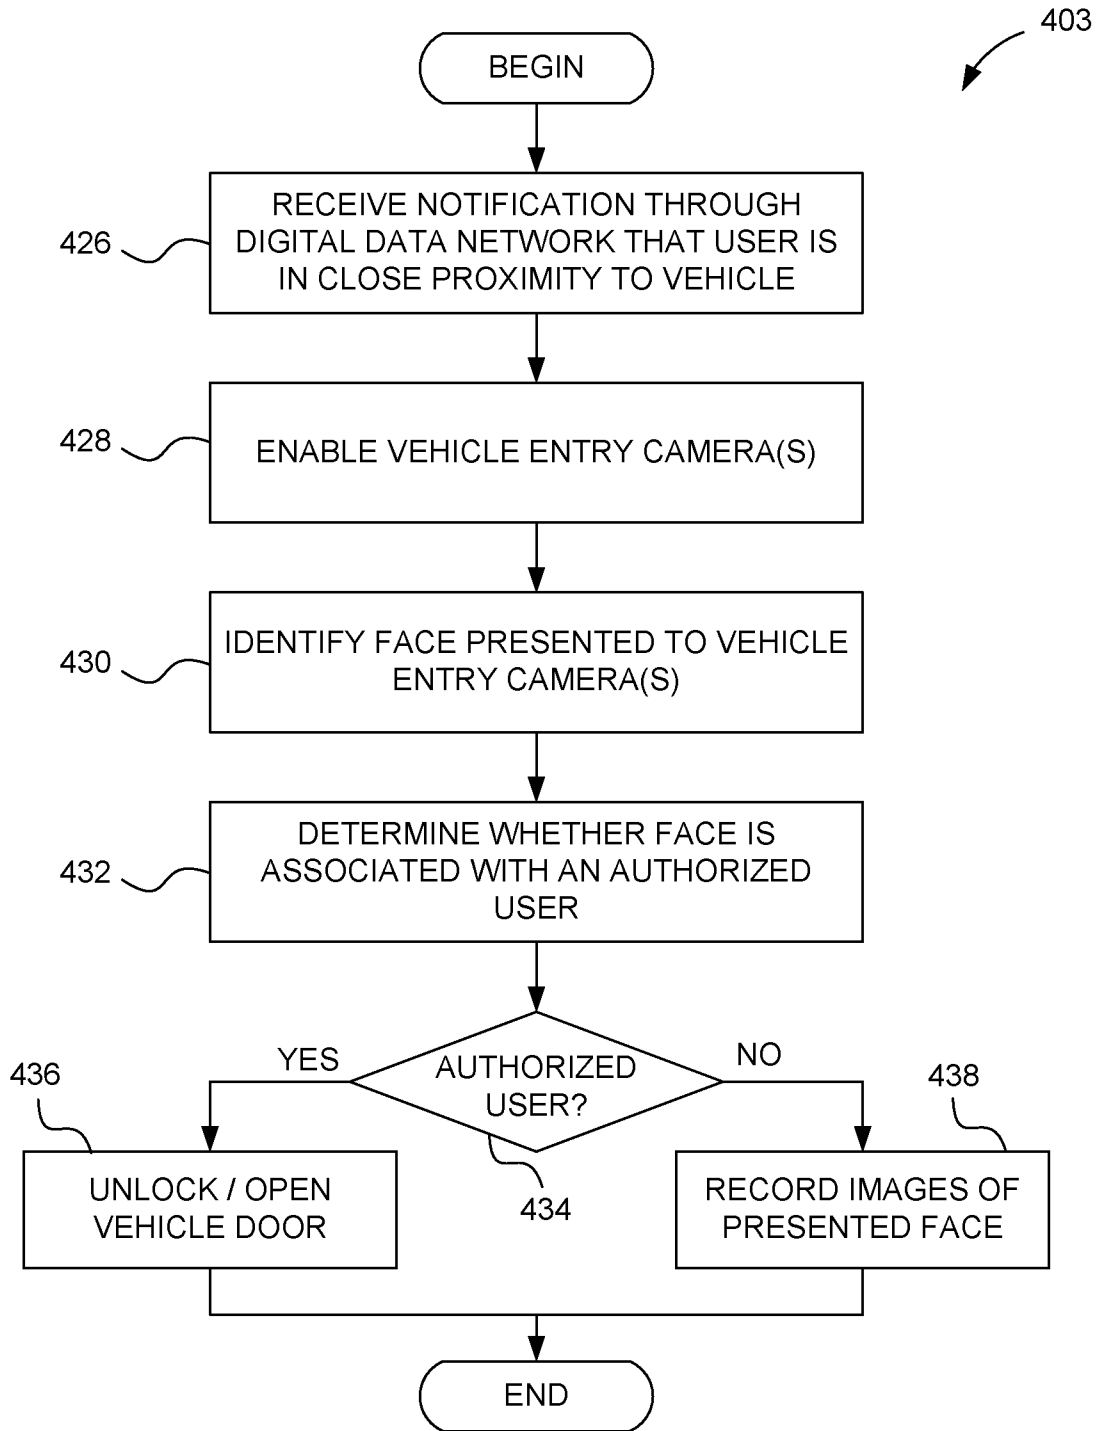 403
BEGIN
RECEIVE NOTIFICATION THROUGH
DIGITAL DATA NETWORK THAT USER IS
IN CLOSE PROXIMITY TO VEHICLE
426
ENABLE VEHICLE ENTRY CAMERA(S)
428
IDENTIFY FACE PRESENTED TO VEHICLE
ENTRY CAMERA(S)
430
DETERMINE WHETHER FACE IS
ASSOCIATED WITH AN AUTHORIZED
USER
432
YES
AUTHORIZED
USER?
NO
436
434
438
UNLOCK / OPEN
VEHICLE DOOR
RECORD IMAGES OF
PRESENTED FACE
END